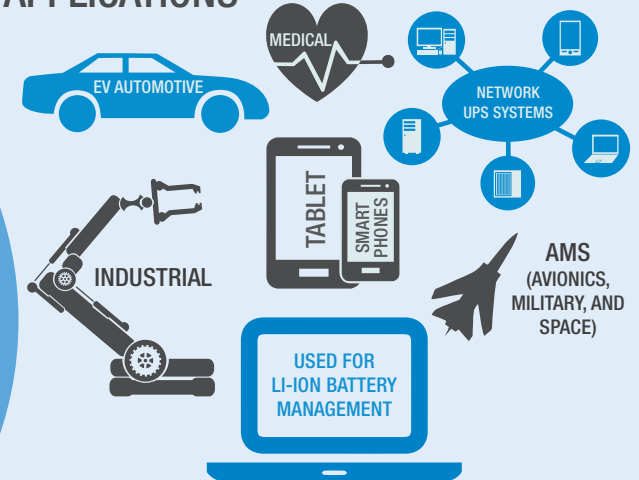 APPLICATIONS
MEDICAL
EV AUTOMOTIVE
NETWORK
UPS SYSTEMS
TABLET
SMART
PHONES
INDUSTRIAL
AMS
(AVIONICS,
MILITARY, AND
SPACE)
USED FOR
LI-ION BATTERY
MANAGEMENT